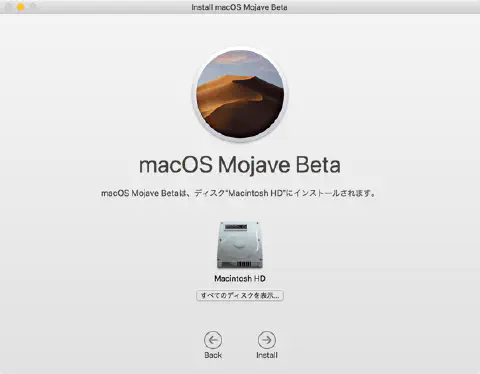 Install macOS Mojave Beta
macOS Mojave Beta
macOS Mojave Betaは、ディスク“Macintosh HD”にインストールされます。
Macintosh HD
すべてのディスクを表示...
Back Install